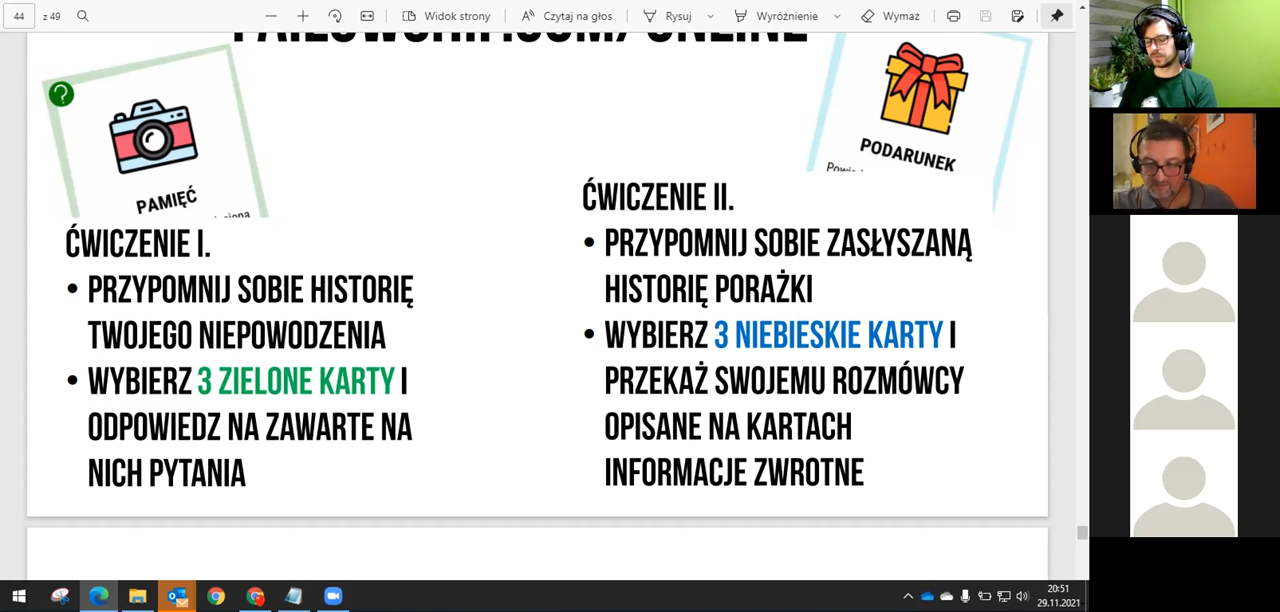 44 z 49 Widok strony Czytaj na głos Rysuj Wyróżnienie Wymaż
ONLINE
?
PAMIĘĆ
PODARUNEK
ĆWICZENIE I.
• PRZYPOMNIJ SOBIE HISTORIĘ
TWOJEGO NIEPOWODZENIA
• WYBIERZ 3 ZIELONE KARTY I
ODPOWIEDZ NA ZAWARTE NA
NICH PYTANIA
ĆWICZENIE II.
• PRZYPOMNIJ SOBIE ZASŁYSZANĄ
HISTORIĘ PORAŻKI
• WYBIERZ 3 NIEBIESKIE KARTY I
PRZEKAŻ SWOJEMU ROZMÓWCY
OPISANE NA KARTACH
INFORMACJE ZWROTNE
20:51
29.11.2021